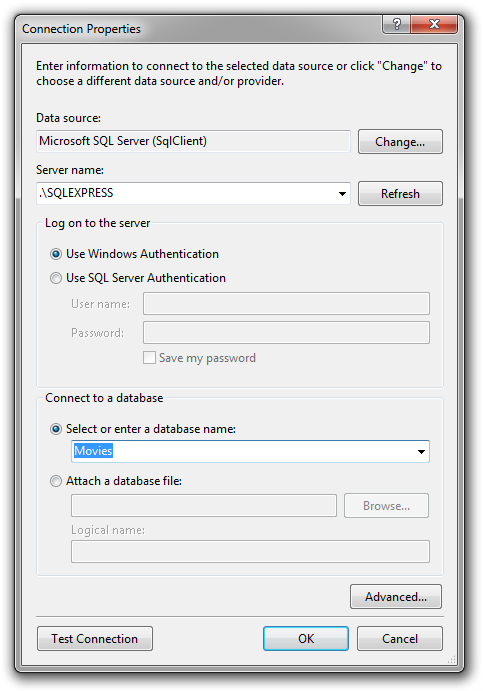 Connection Properties
Enter information to connect to the selected data source or click "Change" to
choose a different data source and/or provider.
Data source:
Microsoft SQL Server (SqlClient)
Change...
Server name:
.\SQLEXPRESS
Refresh
Log on to the server
Use Windows Authentication
Use SQL Server Authentication
User name:
Password:
Save my password
Connect to a database
Select or enter a database name:
Movies
Attach a database file:
Browse...
Logical name:
Advanced...
Test Connection
OK
Cancel